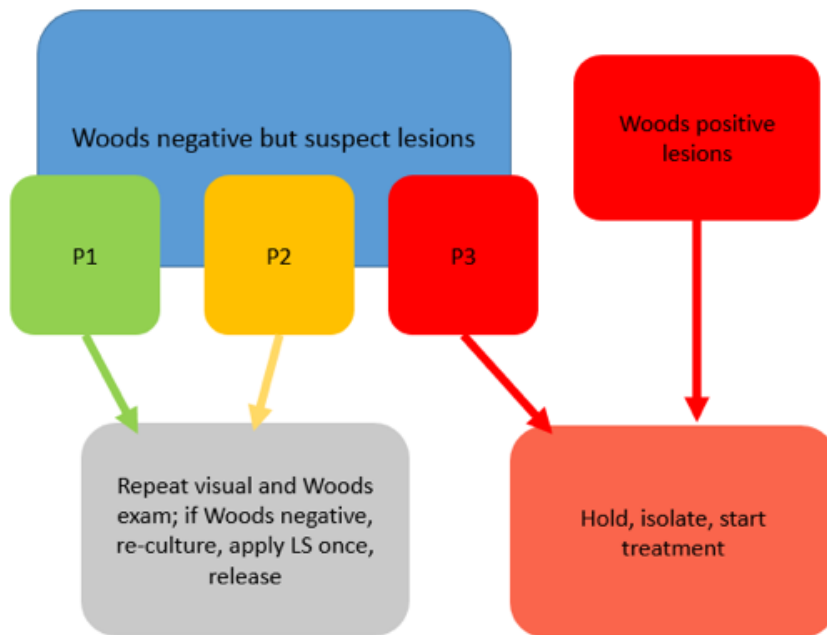 Woods negative but suspect lesions
Woods positive
lesions
P1
P2
P3
Repeat visual and Woods
exam; if Woods negative,
re-culture, apply LS once,
release
Hold, isolate, start
treatment